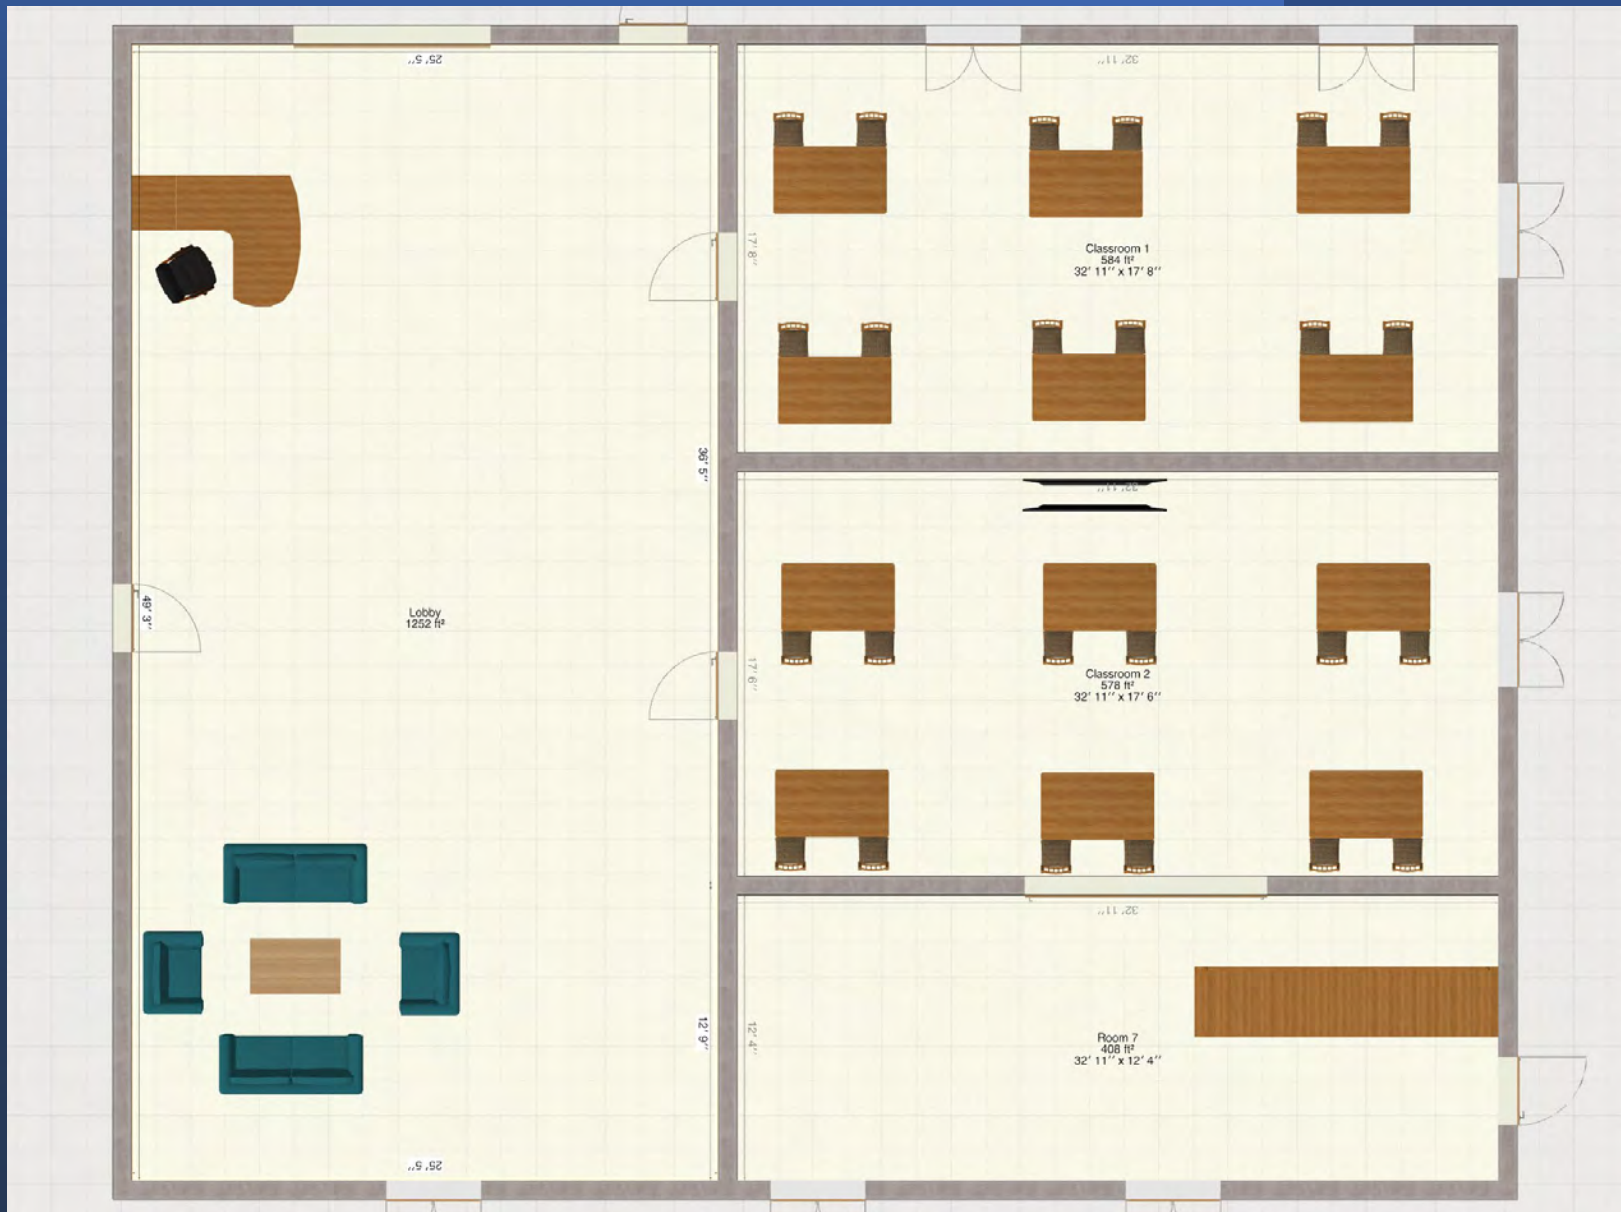 25' 5''
32' 11''
17' 8''
Classroom 1
584 ft²
32' 11'' x 17' 8''
36' 5''
32' 11''
49' 3''
Lobby
1252 ft²
17' 6''
Classroom 2
578 ft²
32' 11'' x 17' 6''
32' 11''
12' 9''
12' 4''
Room 7
408 ft²
32' 11'' x 12' 4''
25' 5''